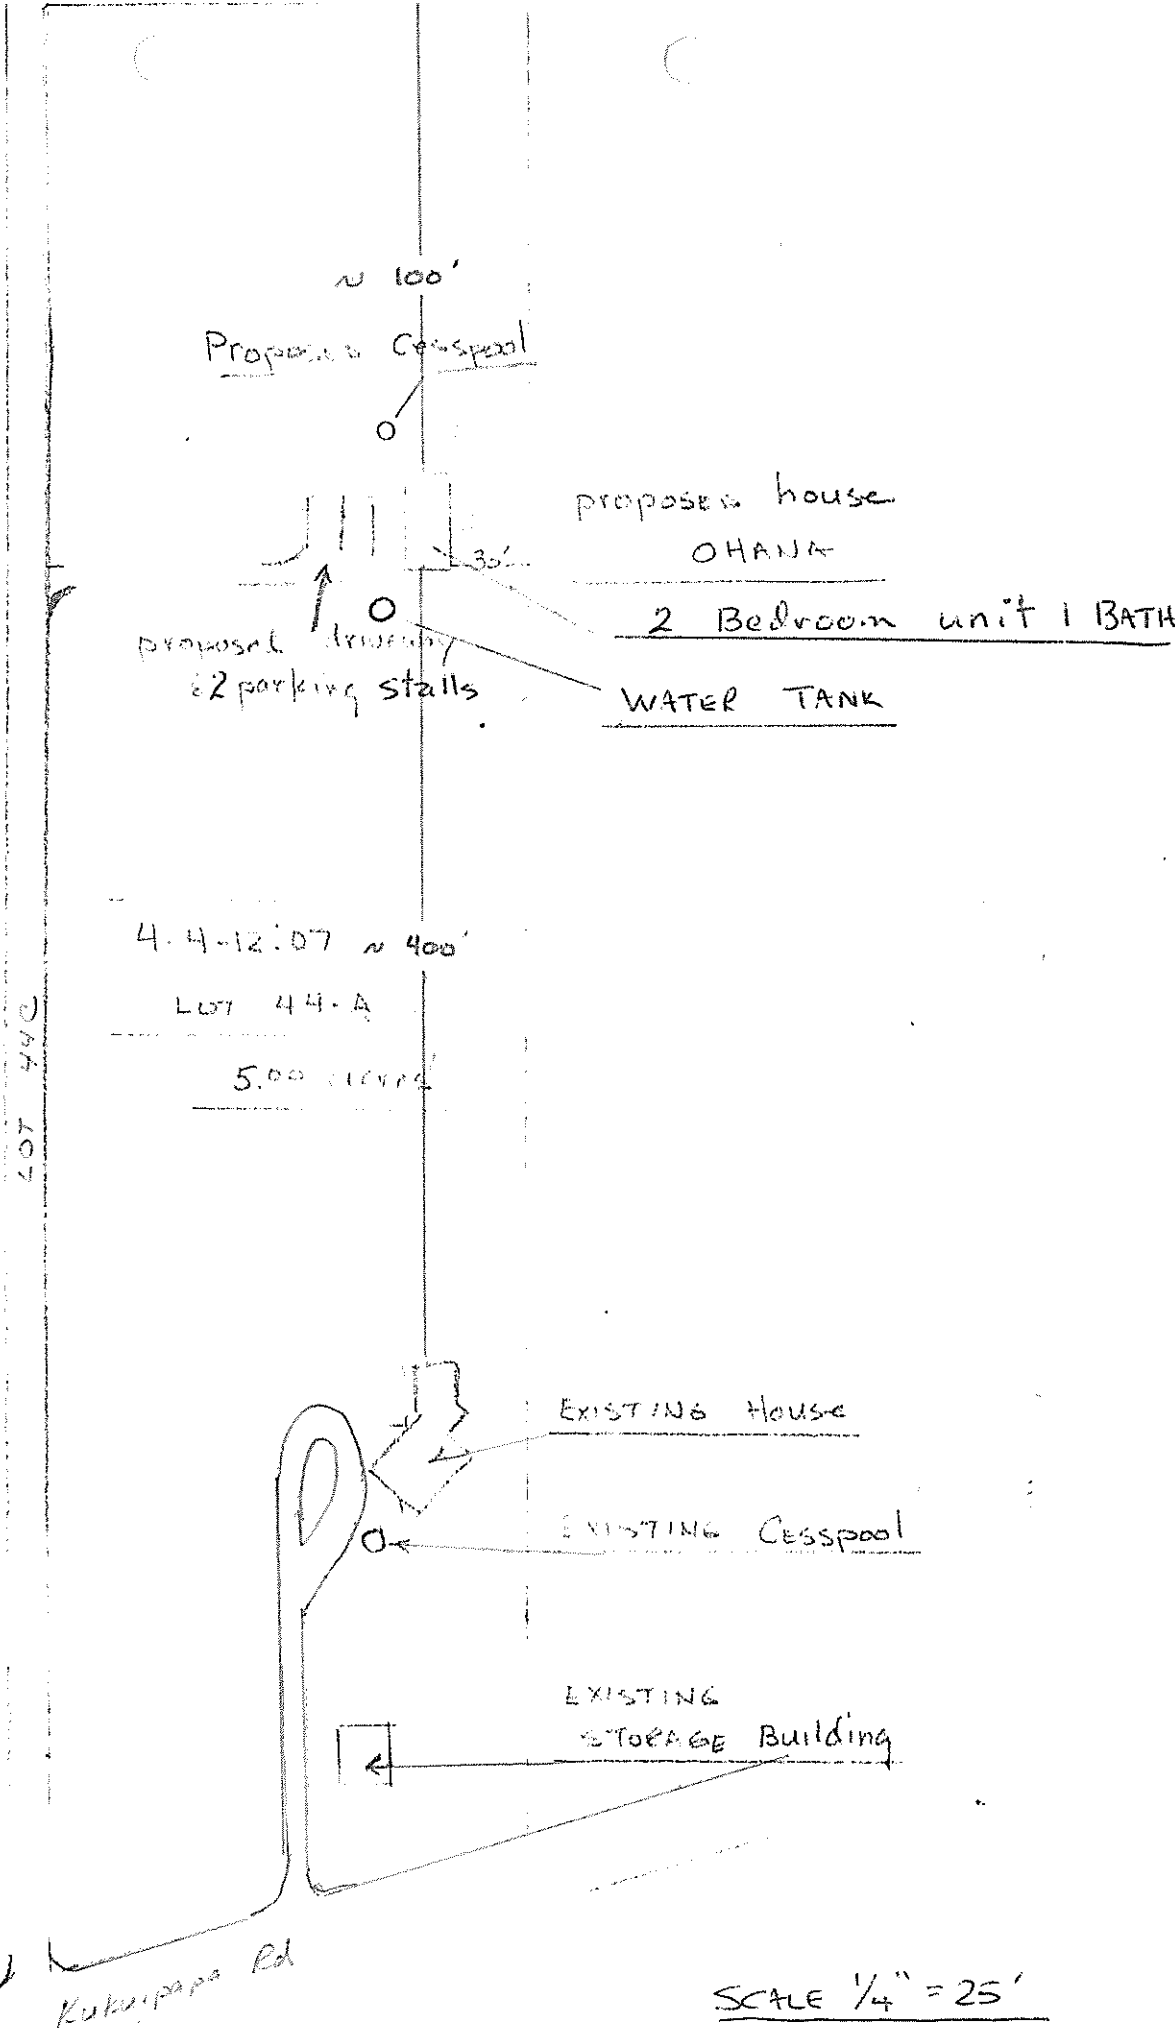 ~ 100'
Proposed Cesspool
proposed house
OHANA
30'
2 Bedroom unit 1 BATH
proposed driveway
2 parking stalls
WATER TANK
4-4-12:07 ~ 400'
LOT 44-A
5.00 acres
LOT 44C
EXISTING House
EXISTING Cesspool
EXISTING
STORAGE Building
Kukuipapa Rd
SCALE 1/4" = 25'